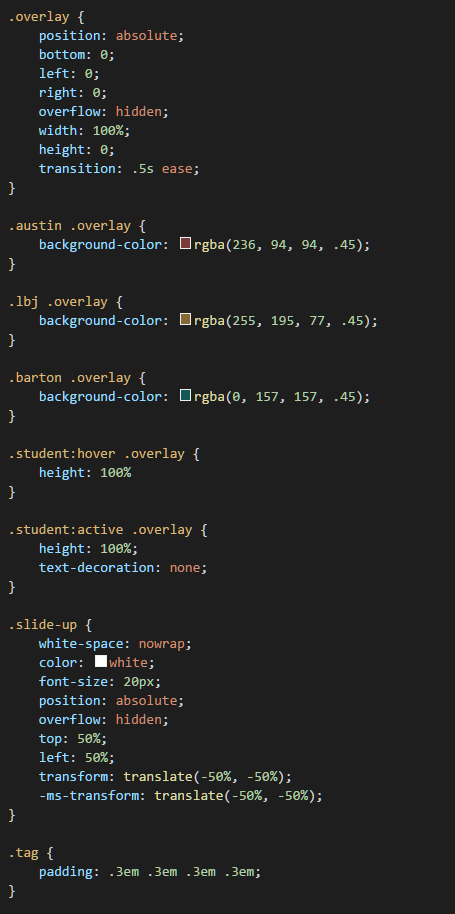 .overlay {
    position: absolute;
    bottom: 0;
    left: 0;
    right: 0;
    overflow: hidden;
    width: 100%;
    height: 0;
    transition: .5s ease;
}

.austin .overlay {
    background-color: rgba(236, 94, 94, .45);
}

.lbj .overlay {
    background-color: rgba(255, 195, 77, .45);
}

.barton .overlay {
    background-color: rgba(0, 157, 157, .45);
}

.student:hover .overlay {
    height: 100%
}

.student:active .overlay {
    height: 100%;
    text-decoration: none;
}

.slide-up {
    white-space: nowrap;
    color: white;
    font-size: 20px;
    position: absolute;
    overflow: hidden;
    top: 50%;
    left: 50%;
    transform: translate(-50%, -50%);
    -ms-transform: translate(-50%, -50%);
}

.tag {
    padding: .3em .3em .3em .3em;
}